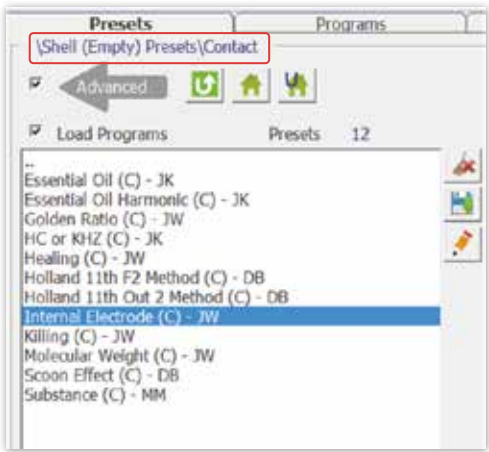 Presets Programs
\Shell (Empty) Presets\Contact
Advanced
Load Programs Presets 12
..
Essential Oil (C) - JK
Essential Oil Harmonic (C) - JK
Golden Ratio (C) - JW
HC or KHZ (C) - JK
Healing (C) - JW
Holland 11th F2 Method (C) - DB
Holland 11th Out 2 Method (C) - DB
Internal Electrode (C) - JW
Killing (C) - JW
Molecular Weight (C) - JW
Scoon Effect (C) - DB
Substance (C) - MM